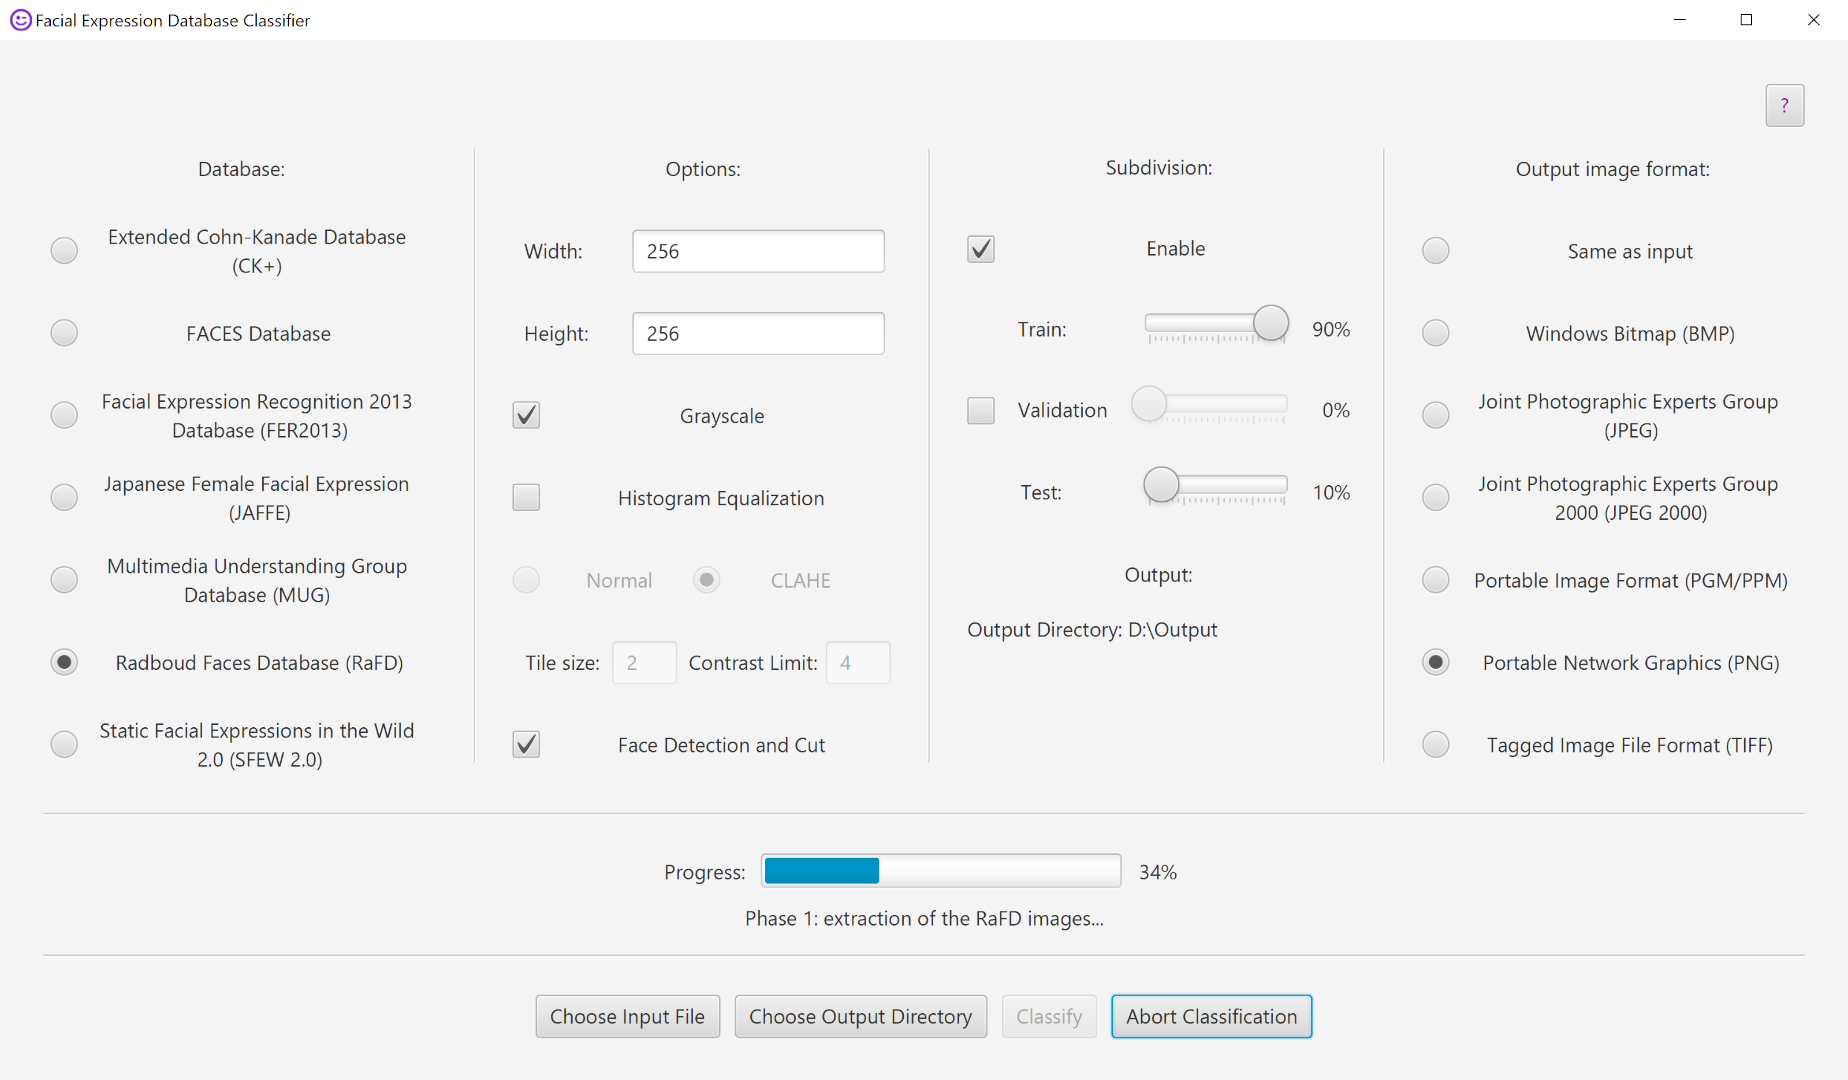 Facial Expression Database Classifier
?
Database:
Extended Cohn-Kanade Database
(CK+)
FACES Database
Facial Expression Recognition 2013
Database (FER2013)
Japanese Female Facial Expression
(JAFFE)
Multimedia Understanding Group
Database (MUG)
Radboud Faces Database (RaFD)
Static Facial Expressions in the Wild
2.0 (SFEW 2.0)
Options:
Width: 256
Height: 256
Grayscale
Histogram Equalization
Normal CLAHE
Tile size: 2 Contrast Limit: 4
Face Detection and Cut
Subdivision:
Enable
Train: 90%
Validation 0%
Test: 10%
Output:
Output Directory: D:\Output
Output image format:
Same as input
Windows Bitmap (BMP)
Joint Photographic Experts Group
(JPEG)
Joint Photographic Experts Group
2000 (JPEG 2000)
Portable Image Format (PGM/PPM)
Portable Network Graphics (PNG)
Tagged Image File Format (TIFF)
Progress: 34%
Phase 1: extraction of the RaFD images...
Choose Input File Choose Output Directory Classify Abort Classification